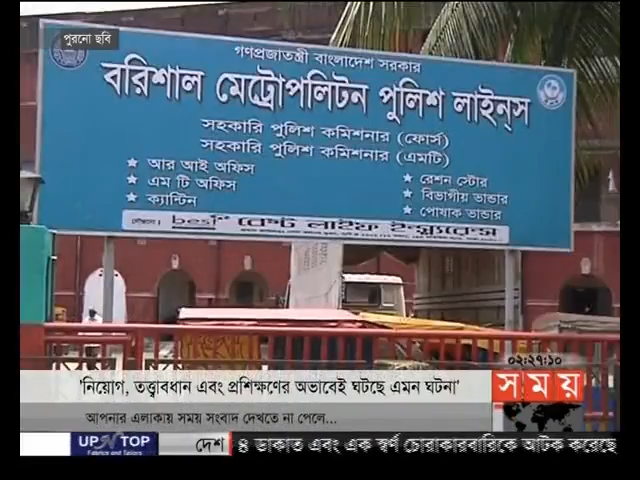 পুরনো ছবি
গণপ্রজাতন্ত্রী বাংলাদেশ সরকার
বরিশাল মেট্রোপলিটন পুলিশ লাইন্স
সহকারি পুলিশ কমিশনার (ফোর্স)
সহকারি পুলিশ কমিশনার (এমটি)
★ আর আই অফিস
★ এম টি অফিস
★ ক্যান্টিন
★ রেশন স্টোর
★ বিভাগীয় ভান্ডার
★ পোষাক ভান্ডার
best বেস্ট লাইফ ইন্স্যুরেন্স
০২:২৭:১০
'নিয়োগ, তত্ত্বাবধান এবং প্রশিক্ষণের অভাবেই ঘটছে এমন ঘটনা'
সময়
আপনার এলাকায় সময় সংবাদ দেখতে না পেলে...
UP N TOP
Fabrics and Tailors
দেশ
৪ ডাকাত এবং এক স্বর্ণ চোরাকারবারিকে আটক করেছে